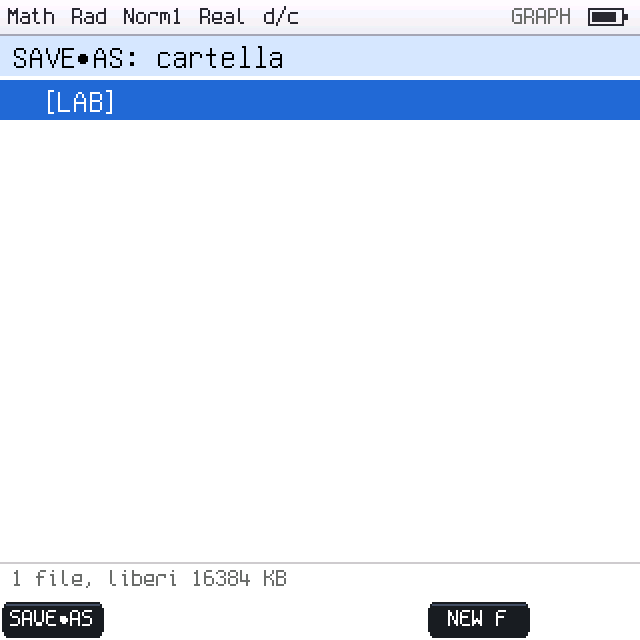 Math Rad Norm1 Real d/c GRAPH
SAVE•AS: cartella
[LAB]
1 file, liberi 16384 KB
SAVE•AS NEW F